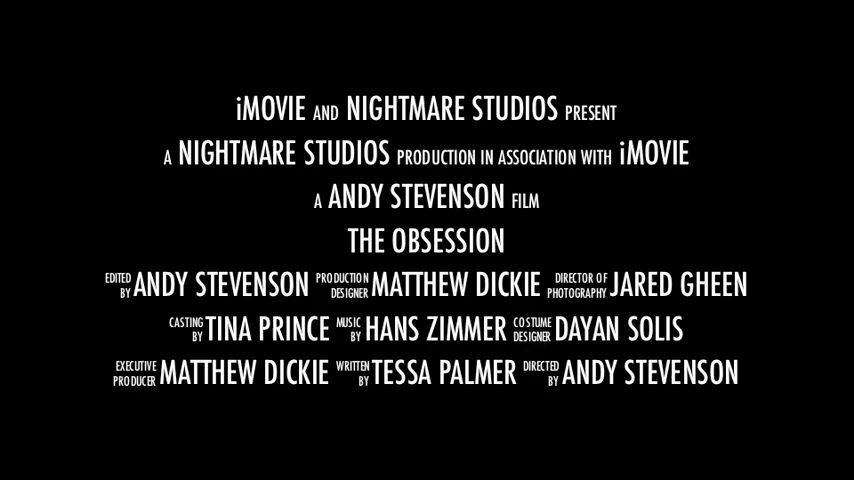 iMOVIE AND NIGHTMARE STUDIOS PRESENT
A NIGHTMARE STUDIOS PRODUCTION IN ASSOCIATION WITH iMOVIE
A ANDY STEVENSON FILM
THE OBSESSION
EDITED BY ANDY STEVENSON PRODUCTION DESIGNER MATTHEW DICKIE DIRECTOR OF PHOTOGRAPHY JARED GHEEN
CASTING BY TINA PRINCE MUSIC BY HANS ZIMMER COSTUME DESIGNER DAYAN SOLIS
EXECUTIVE PRODUCER MATTHEW DICKIE WRITTEN BY TESSA PALMER DIRECTED BY ANDY STEVENSON